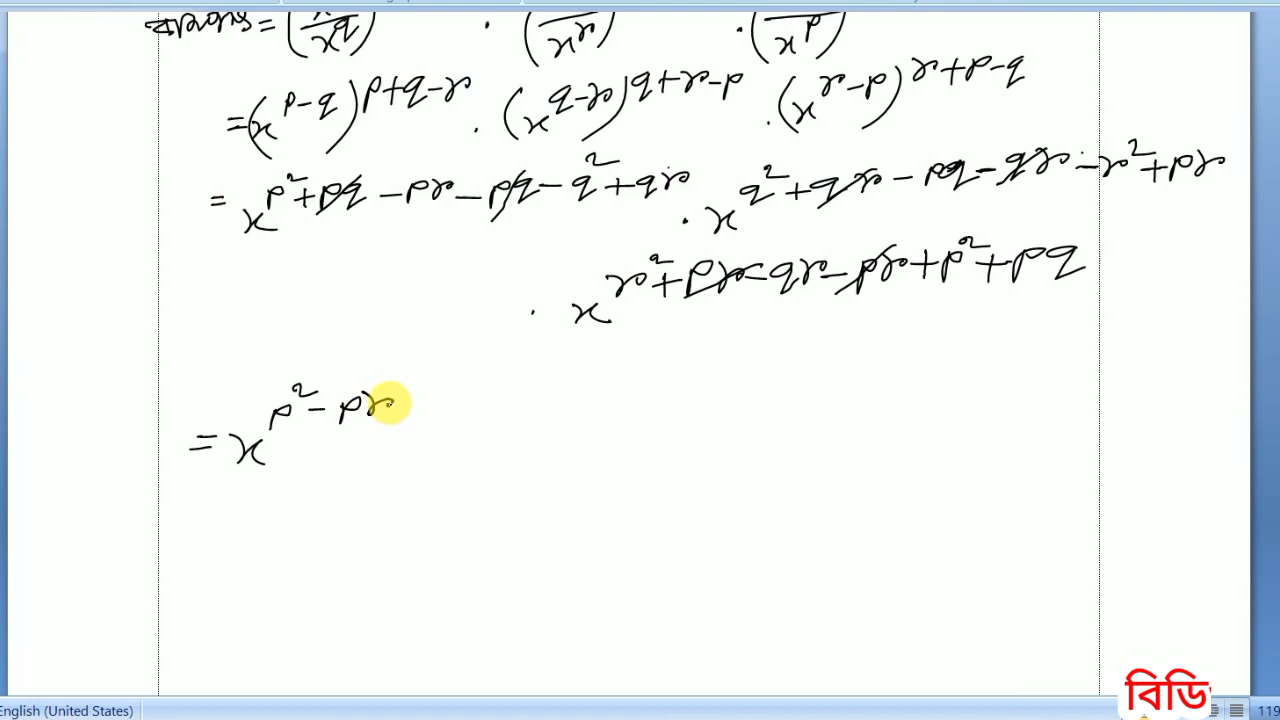 = (x/x^q) · (/x^r) · (/x^p)
= (x^{p-q})^{p+q-r} · (x^{q-r})^{q+r-p} · (x^{r-p})^{r+p-q}
= x^{p²+pq-pr-pq-q²+qr} · x^{q²+qr-pq-qr-r²+pr}
· x^{r²+pr-qr-pr+p²+pq}
= x^{p²-pr}
বিডি
English (United States)
119